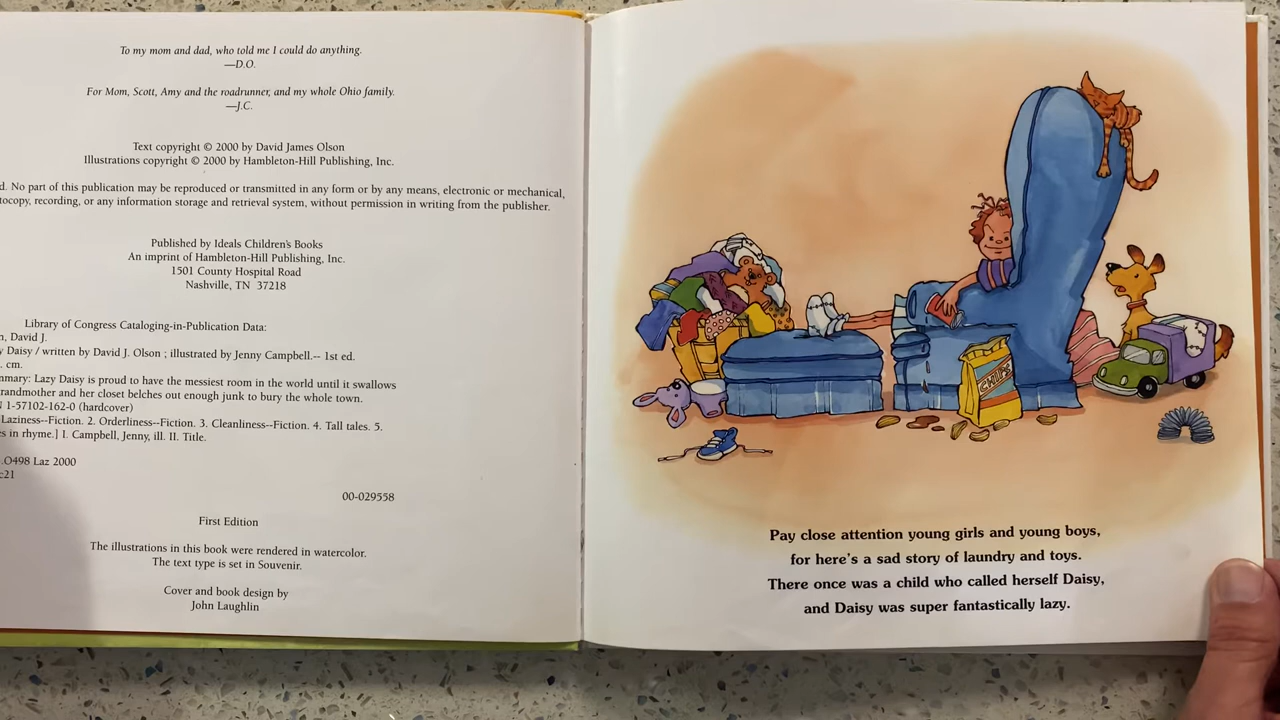 To my mom and dad, who told me I could do anything.
—D.O.
For Mom, Scott, Amy and the roadrunner, and my whole Ohio family.
—J.C.
Text copyright © 2000 by David James Olson
Illustrations copyright © 2000 by Hambleton-Hill Publishing, Inc.
d. No part of this publication may be reproduced or transmitted in any form or by any means, electronic or mechanical,
tocopy, recording, or any information storage and retrieval system, without permission in writing from the publisher.
Published by Ideals Children's Books
An imprint of Hambleton-Hill Publishing, Inc.
1501 County Hospital Road
Nashville, TN 37218
Library of Congress Cataloging-in-Publication Data:
n, David J.
y Daisy / written by David J. Olson ; illustrated by Jenny Campbell.-- 1st ed.
. cm.
mmary: Lazy Daisy is proud to have the messiest room in the world until it swallows
randmother and her closet belches out enough junk to bury the whole town.
N 1-57102-162-0 (hardcover)
Laziness--Fiction. 2. Orderliness--Fiction. 3. Cleanliness--Fiction. 4. Tall tales. 5.
es in rhyme.] I. Campbell, Jenny, ill. II. Title.
.O498 Laz 2000
c21
00-029558
First Edition
The illustrations in this book were rendered in watercolor.
The text type is set in Souvenir.
Cover and book design by
John Laughlin
CHIPS
Pay close attention young girls and young boys,
for here's a sad story of laundry and toys.
There once was a child who called herself Daisy,
and Daisy was super fantastically lazy.